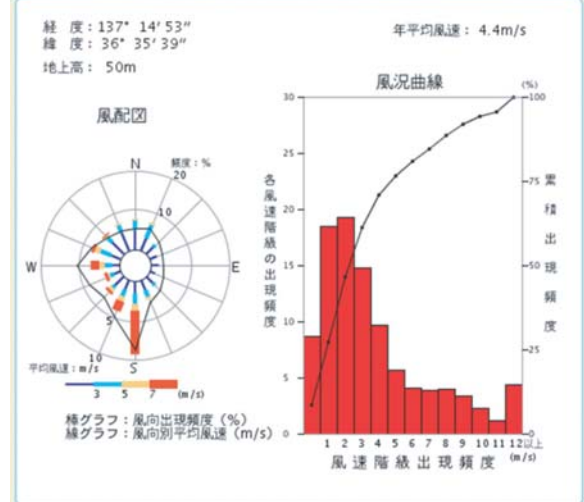 経 度：137° 14′ 53″
緯 度：36° 35′ 39″
地上高： 50m
年平均風速： 4.4m/s
風配図
N
頻度：%
20
10
W
E
5
10
S
平均風速：m/s
3 5 7 (m/s)
棒グラフ：風向出現頻度（%）
線グラフ：風向別平均風速（m/s）
風況曲線
(%)
30
25
20
15
10
5
0
各風速階級の出現頻度
100
75
50
25
0
累積出現頻度
1 2 3 4 5 6 7 8 9 10 11 12以上
風速階級出現頻度 (m/s)